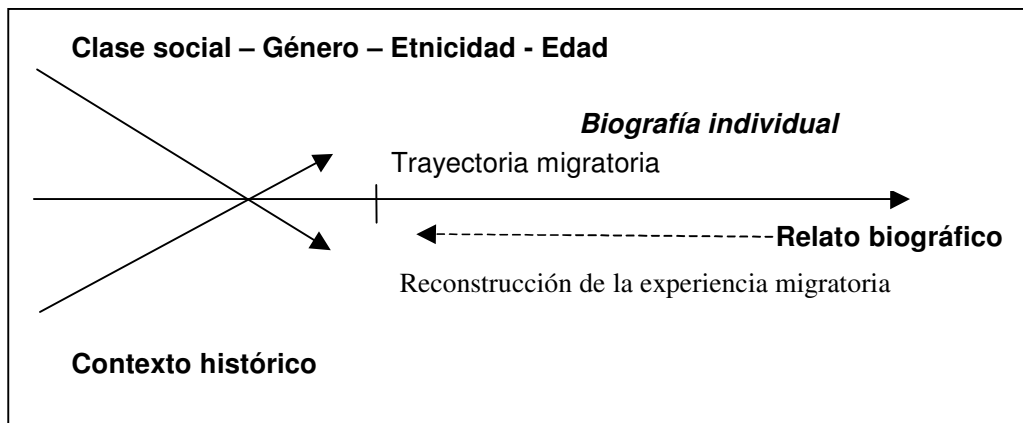 Clase social – Género – Etnicidad - Edad
Biografía individual
Trayectoria migratoria
Relato biográfico
Reconstrucción de la experiencia migratoria
Contexto histórico